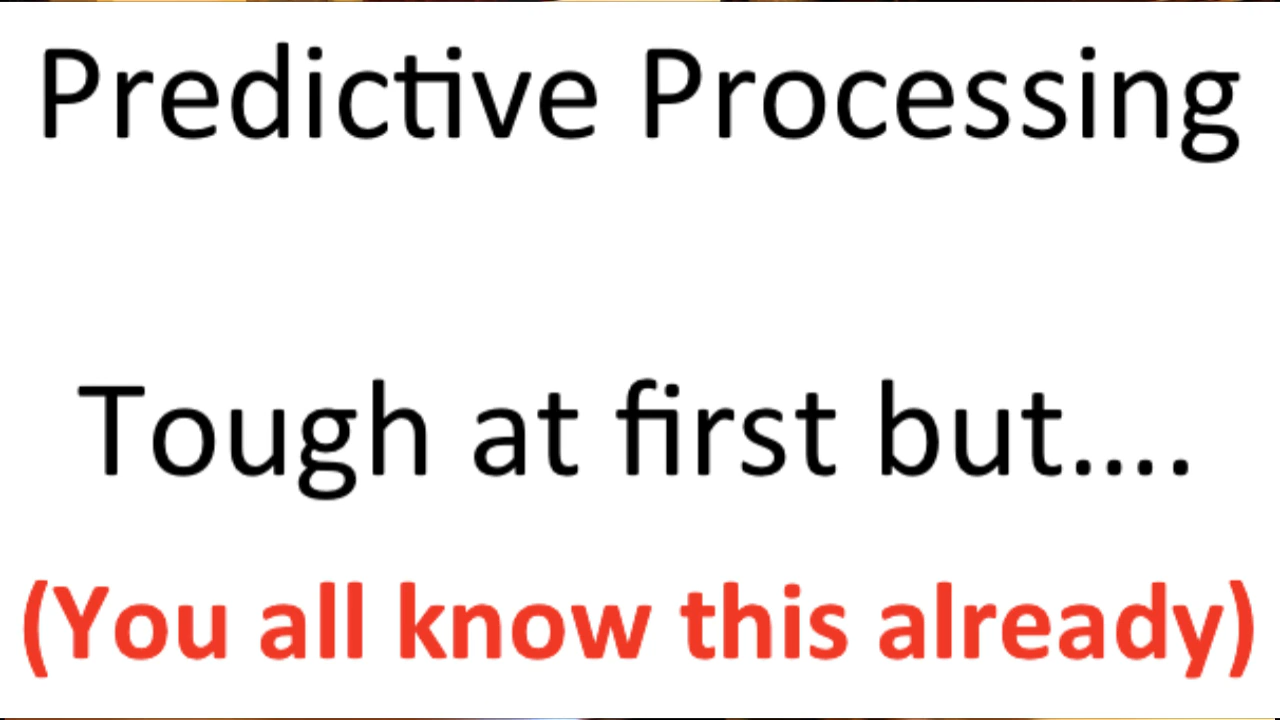 Predictive Processing
Tough at first but....
(You all know this already)